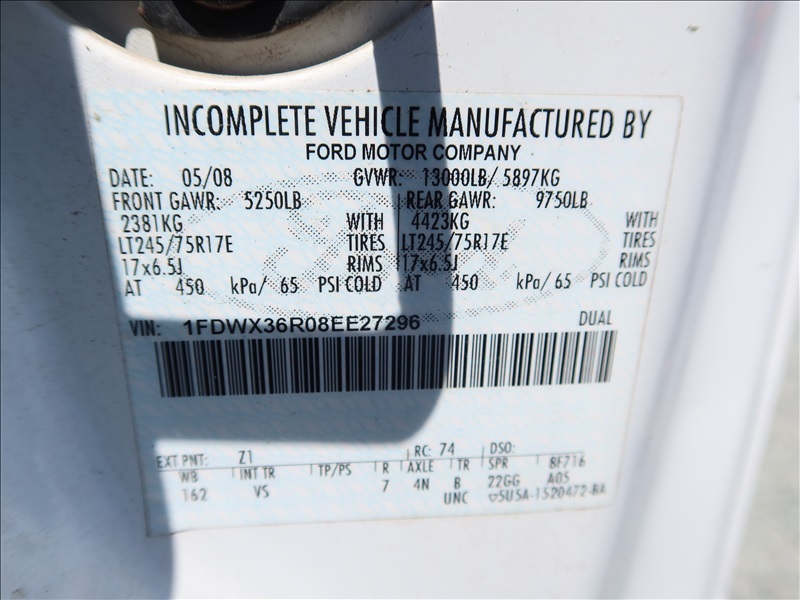 INCOMPLETE VEHICLE MANUFACTURED BY
FORD MOTOR COMPANY
DATE: 05/08 GVWR: 13000LB/ 5897KG
FRONT GAWR: 5250LB REAR GAWR: 9750LB
2381KG WITH 4423KG WITH
LT245/75R17E TIRES LT245/75R17E TIRES
17x6.5J RIMS 17x6.5J RIMS
AT 450 kPa/ 65 PSI COLD AT 450 kPa/ 65 PSI COLD
VIN: 1FDWX36R08EE27296 DUAL
EXT PNT: Z1 RC: 74 DSO:
WB INT TR TP/PS R AXLE TR SPR 8F716
162 VS 7 4N B 22GG A05
UNC ▽5U5A-1520472-BA